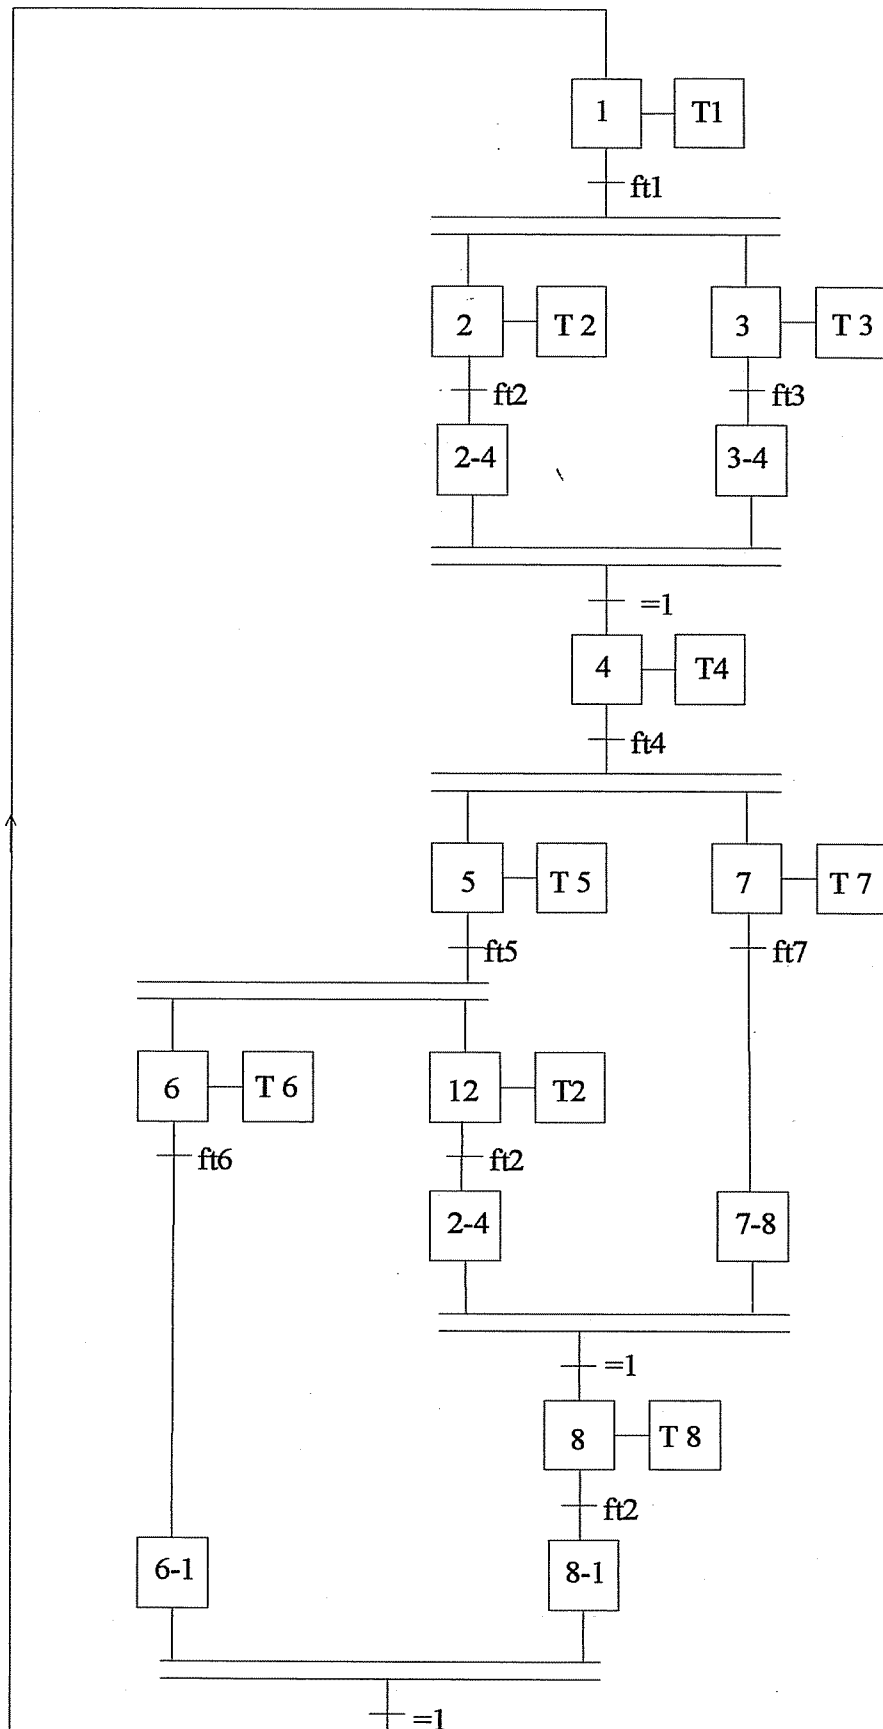 1 T1
ft1
2 T 2 3 T 3
ft2 ft3
2-4 3-4
=1
4 T4
ft4
5 T 5 7 T 7
ft5 ft7
6 T 6 12 T2
ft6 ft2
2-4 7-8
=1
8 T 8
ft2
6-1 8-1
=1